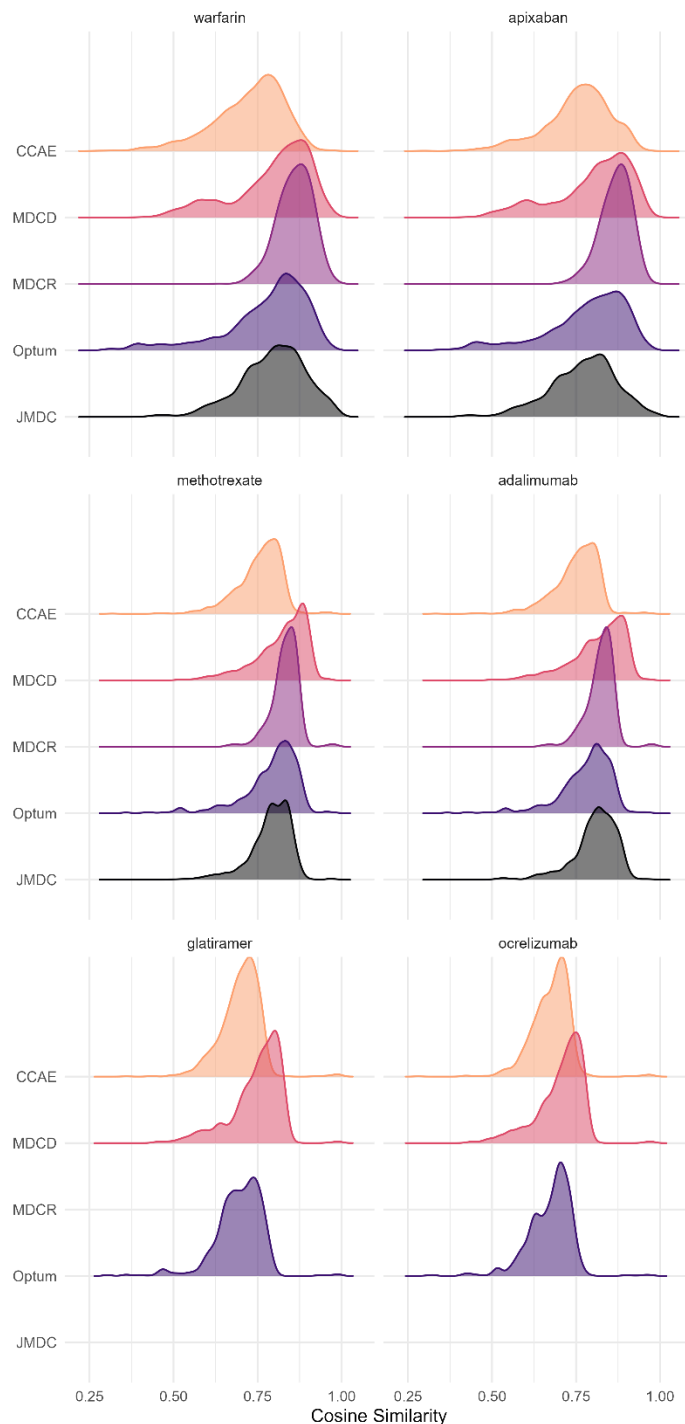 warfarin apixaban
CCAE
MDCD
MDCR
Optum
JMDC
methotrexate adalimumab
CCAE
MDCD
MDCR
Optum
JMDC
glatiramer ocrelizumab
CCAE
MDCD
MDCR
Optum
JMDC
0.25 0.50 0.75 1.00 0.25 0.50 0.75 1.00
Cosine Similarity